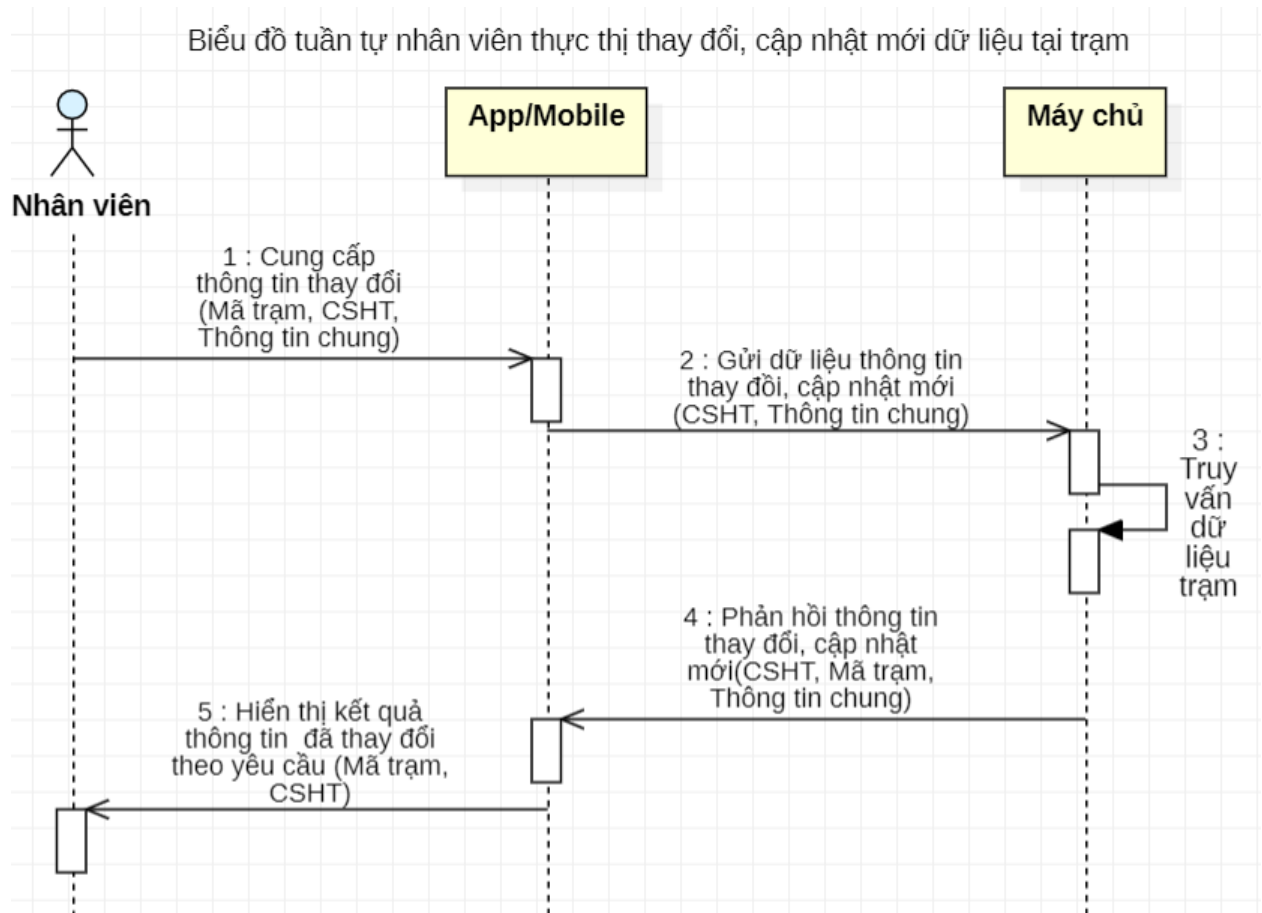 Biểu đồ tuần tự nhân viên thực thị thay đổi, cập nhật mới dữ liệu tại trạm
App/Mobile
Máy chủ
Nhân viên
1 : Cung cấp
thông tin thay đổi
(Mã trạm, CSHT,
Thông tin chung)
2 : Gửi dữ liệu thông tin
thay đồi, cập nhật mới
(CSHT, Thông tin chung)
3 :
Truy
vấn
dữ
liệu
trạm
4 : Phản hồi thông tin
thay đổi, cập nhật
mới(CSHT, Mã trạm,
Thông tin chung)
5 : Hiển thị kết quả
thông tin  đã thay đổi
theo yêu cầu (Mã trạm,
CSHT)